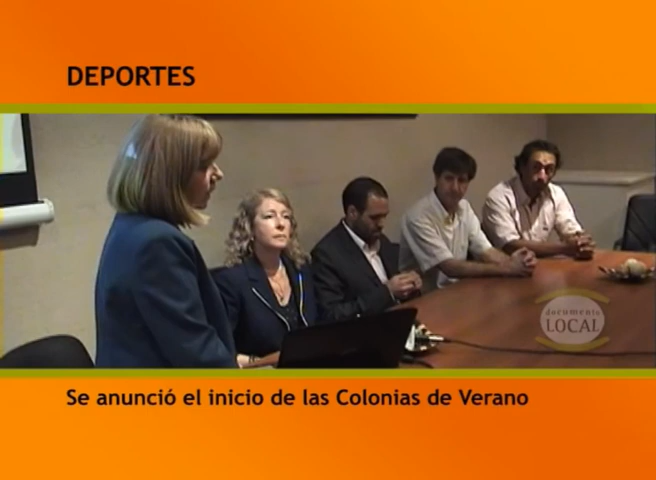 DEPORTES
documento
LOCAL
Se anunció el inicio de las Colonias de Verano